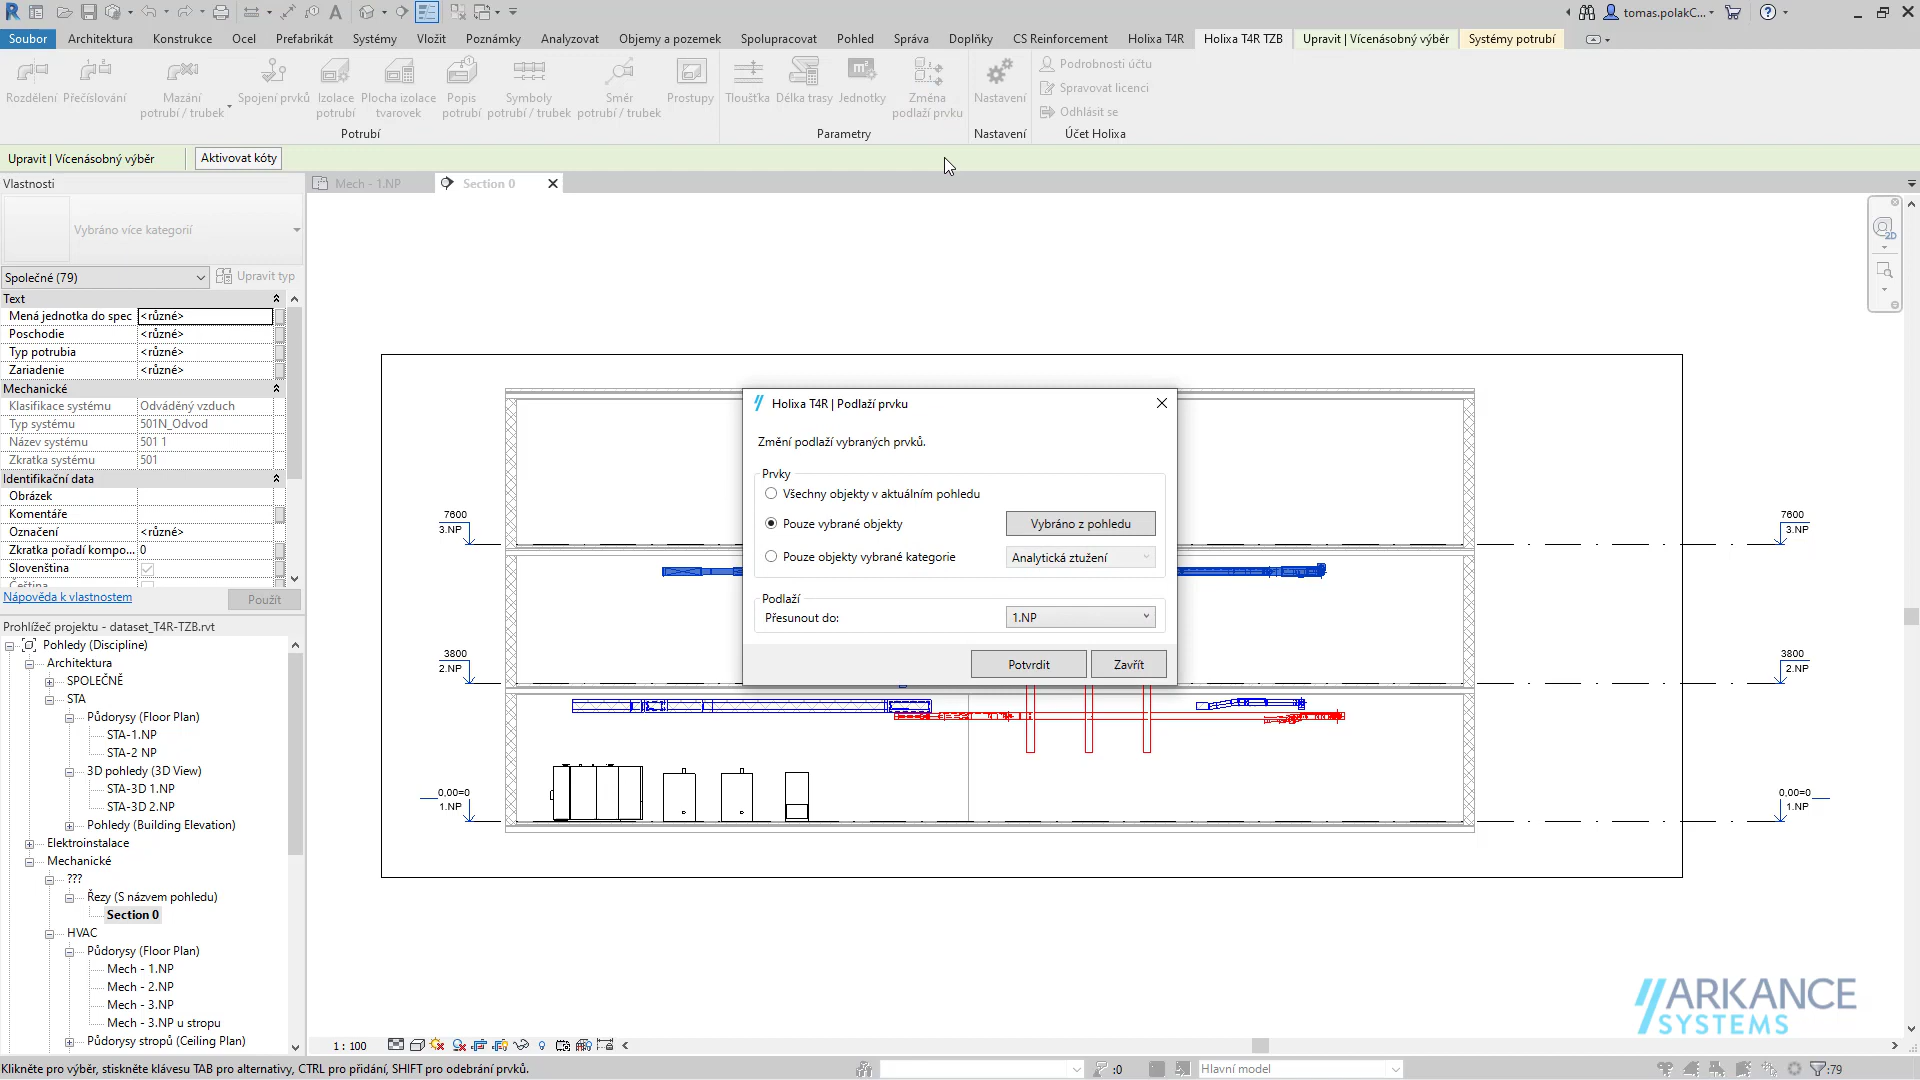 tomas.polakC...
Soubor Architektura Konstrukce Ocel Prefabrikát Systémy Vložit Poznámky Analyzovat Objemy a pozemek Spolupracovat Pohled Správa Doplňky CS Reinforcement Holixa T4R Holixa T4R TZB Upravit | Vícenásobný výběr Systémy potrubí
Podrobnosti účtu
Spravovat licenci
Odhlásit se
Rozdělení Přečíslování Mazání Spojení prvků Izolace Plocha izolace Popis Symboly Směr Prostupy Tloušťka Délka trasy Jednotky Změna Nastavení
potrubí / trubek potrubí tvarovek potrubí potrubí / trubek potrubí / trubek podlaží prvku
Potrubí Parametry Nastavení Účet Holixa
Upravit | Vícenásobný výběr Aktivovat kóty
Vlastnosti
Mech - 1.NP Section 0
Vybráno více kategorií
2D
Společné (79) Upravit typ
Text
Mená jednotka do spec <různé>
Poschodie <různé>
Typ potrubia <různé>
Zariadenie <různé>
Mechanické
Klasifikace systému Odváděný vzduch
Typ systému 501N_Odvod
Název systému 501 1
Zkratka systému 501
Identifikační data
Obrázek
Komentáře
Označení <různé>
Zkratka pořadí kompo... 0
Slovenština
Čeština
Nápověda k vlastnostem Použít
Prohlížeč projektu - dataset_T4R-TZB.rvt
Pohledy (Discipline)
Architektura
SPOLEČNĚ
STA
Půdorysy (Floor Plan)
STA-1.NP
STA-2 NP
3D pohledy (3D View)
STA-3D 1.NP
STA-3D 2.NP
Pohledy (Building Elevation)
Elektroinstalace
Mechanické
???
Řezy (S názvem pohledu)
Section 0
HVAC
Půdorysy (Floor Plan)
Mech - 1.NP
Mech - 2.NP
Mech - 3.NP
Mech - 3.NP u stropu
Půdorysy stropů (Ceiling Plan)
7600
3.NP
3800
2.NP
0,00=0
1.NP
Holixa T4R | Podlaží prvku
Změní podlaží vybraných prvků.
Prvky
Všechny objekty v aktuálním pohledu
Pouze vybrané objekty Vybráno z pohledu
Pouze objekty vybrané kategorie Analytická ztužení
Podlaží
Přesunout do: 1.NP
Potvrdit Zavřít
7600
3.NP
3800
2.NP
0,00=0
1.NP
ARKANCE
SYSTEMS
1 : 100
Klikněte pro výběr, stiskněte klávesu TAB pro alternativy, CTRL pro přidání, SHIFT pro odebrání prvků. :0 Hlavní model :79